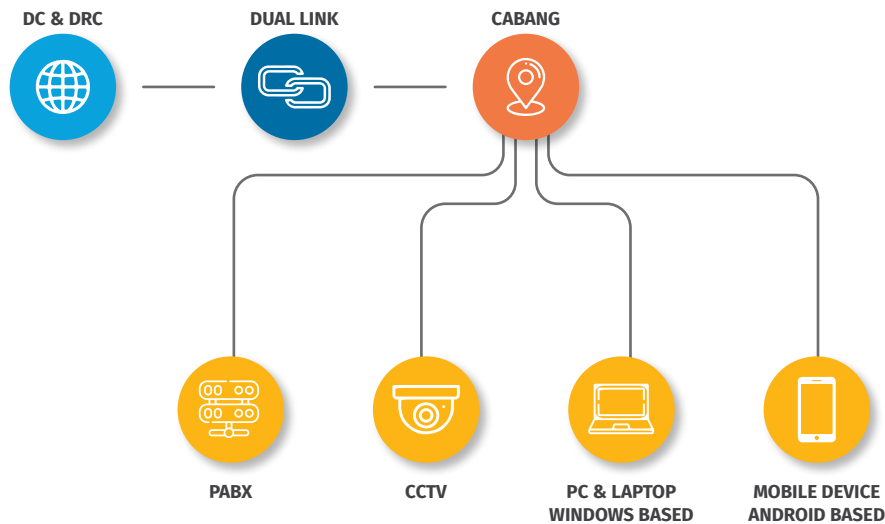 DC & DRC
DUAL LINK
CABANG
PABX
CCTV
PC & LAPTOP
WINDOWS BASED
MOBILE DEVICE
ANDROID BASED